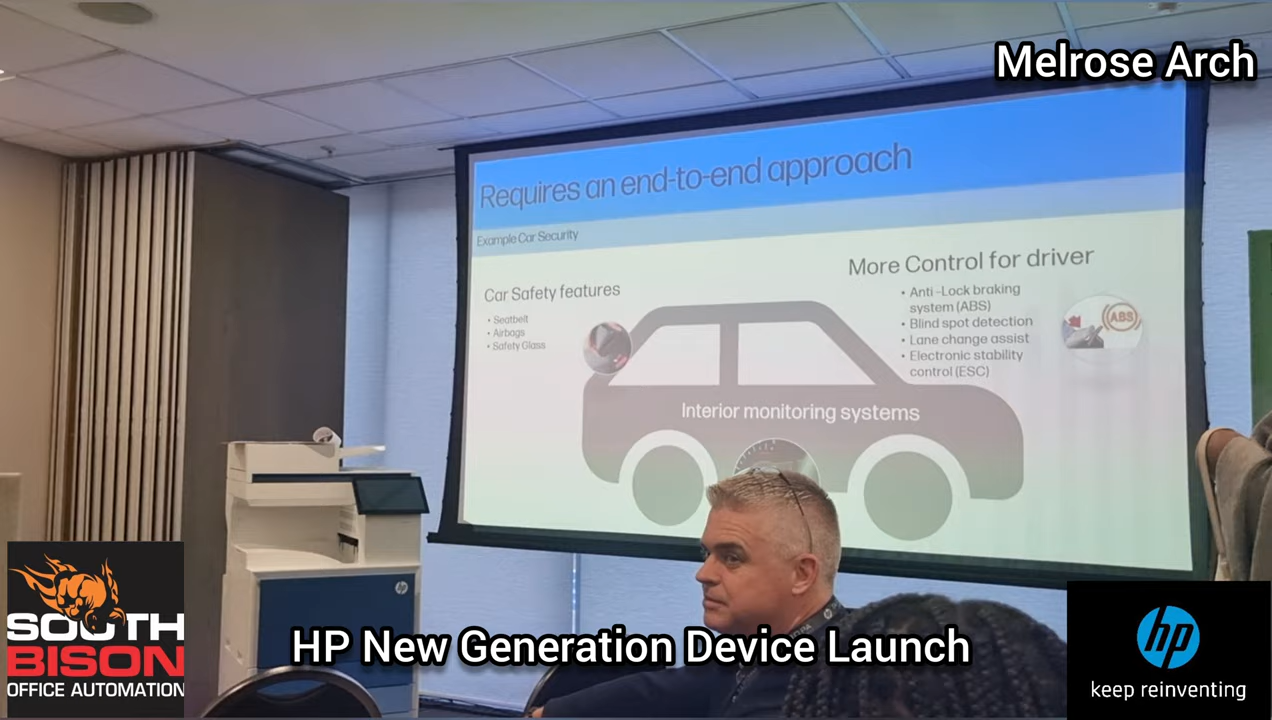 Melrose Arch
Requires an end-to-end approach
Example Car Security
Car Safety features
• Seatbelt
• Airbags
• Safety Glass
More Control for driver
• Anti -Lock braking
system (ABS)
• Blind spot detection
• Lane change assist
• Electronic stability
control (ESC)
ABS
Interior monitoring systems
hp
SOUTH
BISON
OFFICE AUTOMATION
HP New Generation Device Launch
hp
keep reinventing